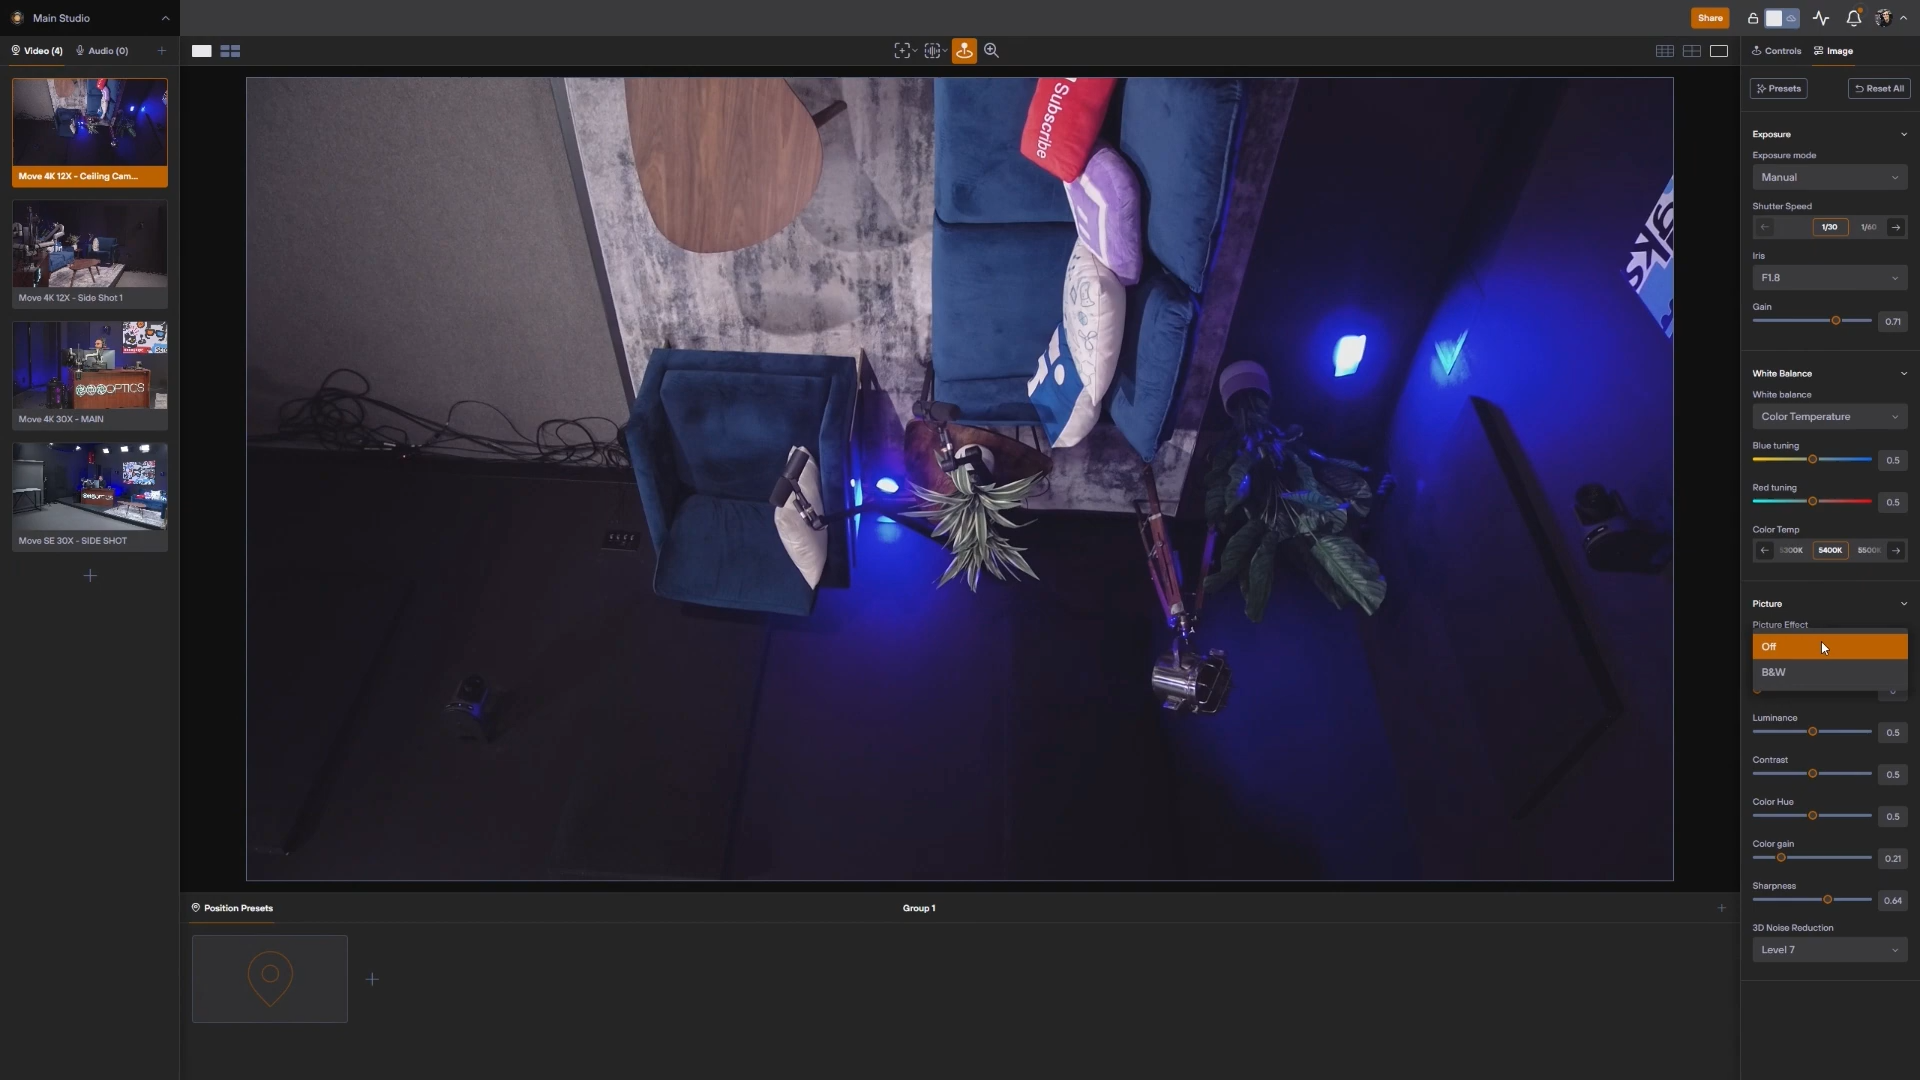 Main Studio
Share
Video (4)
Audio (0)
Controls
Image
Presets
Reset All
Move 4K 12X - Ceiling Cam...
Move 4K 12X - Side Shot 1
OPTICS
Move 4K 30X - MAIN
Move SE 30X - SIDE SHOT
Subscribe
Exposure
Exposure mode
Manual
Shutter Speed
1/30
1/60
Iris
F1.8
Gain
0.71
White Balance
White balance
Color Temperature
Blue tuning
0.5
Red tuning
0.5
Color Temp
5300K
5400K
5500K
Picture
Picture Effect
Off
B&W
Luminance
0.5
Contrast
0.5
Color Hue
0.5
Color gain
0.21
Sharpness
0.64
3D Noise Reduction
Level 7
Position Presets
Group 1